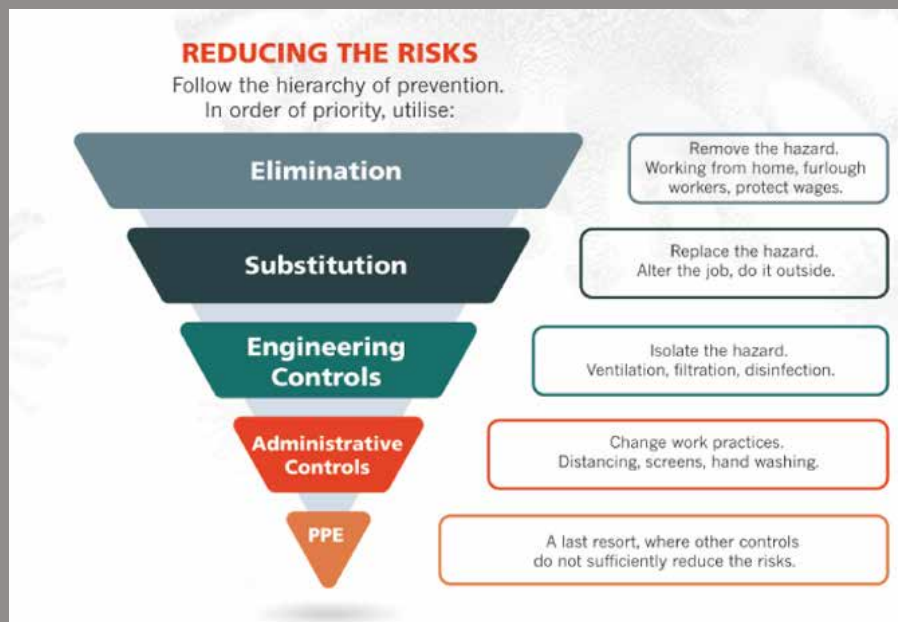 REDUCING THE RISKS
Follow the hierarchy of prevention.
In order of priority, utilise:
Elimination
Remove the hazard.
Working from home, furlough
workers, protect wages.
Substitution
Replace the hazard.
Alter the job, do it outside.
Engineering
Controls
Isolate the hazard.
Ventilation, filtration, disinfection.
Administrative
Controls
Change work practices.
Distancing, screens, hand washing.
PPE
A last resort, where other controls
do not sufficiently reduce the risks.